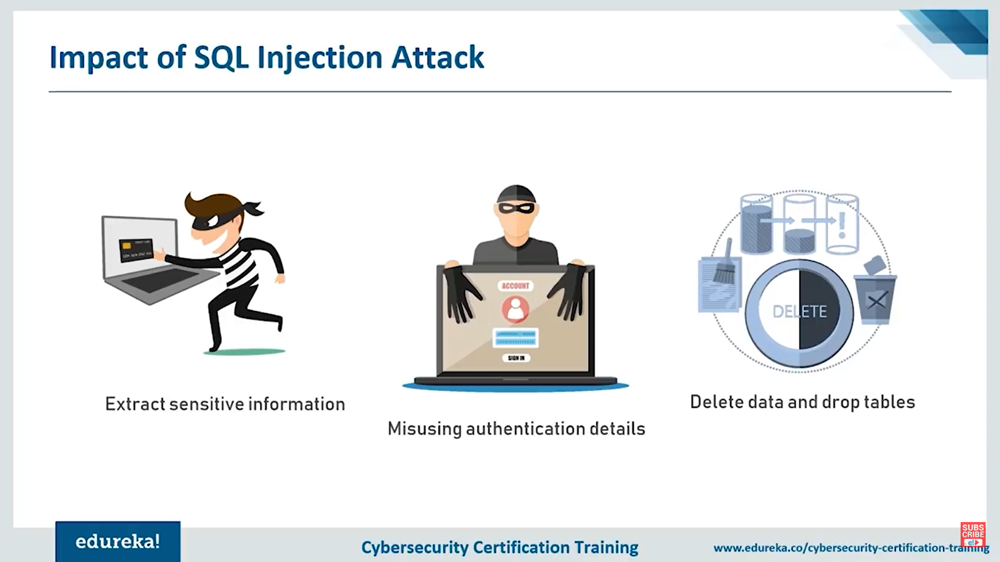 Impact of SQL Injection Attack
ACCOUNT
SIGN IN
DELETE
Extract sensitive information
Misusing authentication details
Delete data and drop tables
edureka!
Cybersecurity Certification Training
www.edureka.co/cybersecurity-certification-training
SUBS
CRIBE
e!